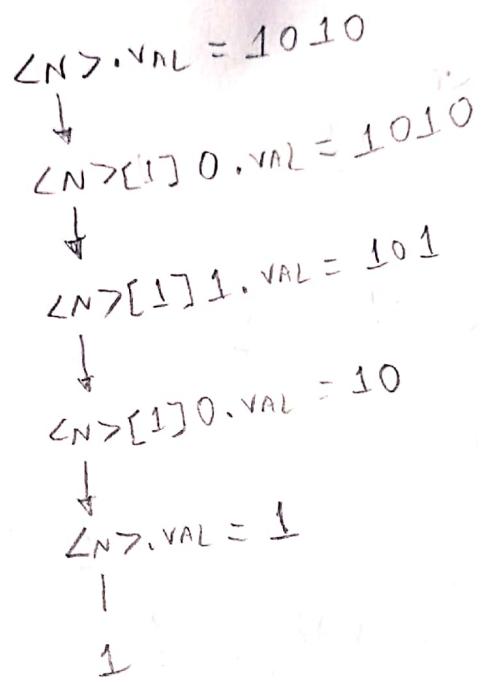 <N>.VAL = 1010
↓
<N>[1]0.VAL = 1010
↓
<N>[1]1.VAL = 101
↓
<N>[1]0.VAL = 10
↓
<N>.VAL = 1
|
1